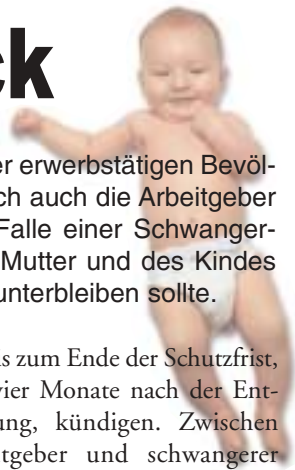 ck
er erwerbstätigen Bevöl-
ch auch die Arbeitgeber
Falle einer Schwanger-
Mutter und des Kindes
unterbleiben sollte.
s zum Ende der Schutzfrist,
vier Monate nach der Ent-
ung, kündigen. Zwischen
tgeber und schwangerer